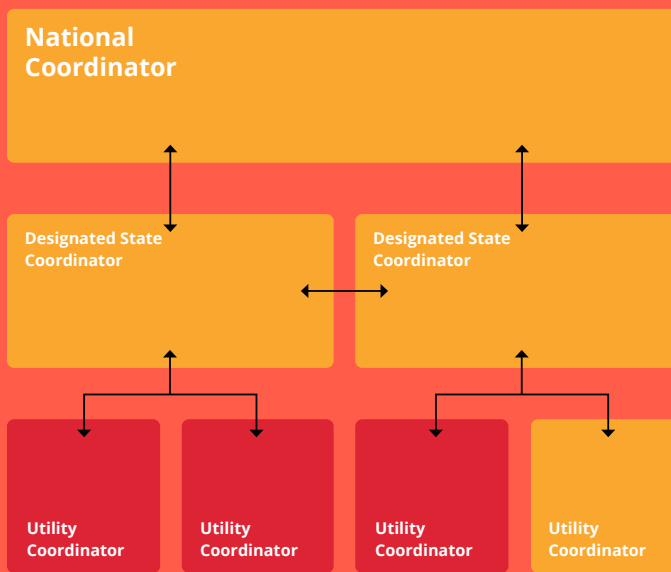 National
Coordinator
Designated State
Coordinator
Designated State
Coordinator
Utility
Coordinator
Utility
Coordinator
Utility
Coordinator
Utility
Coordinator